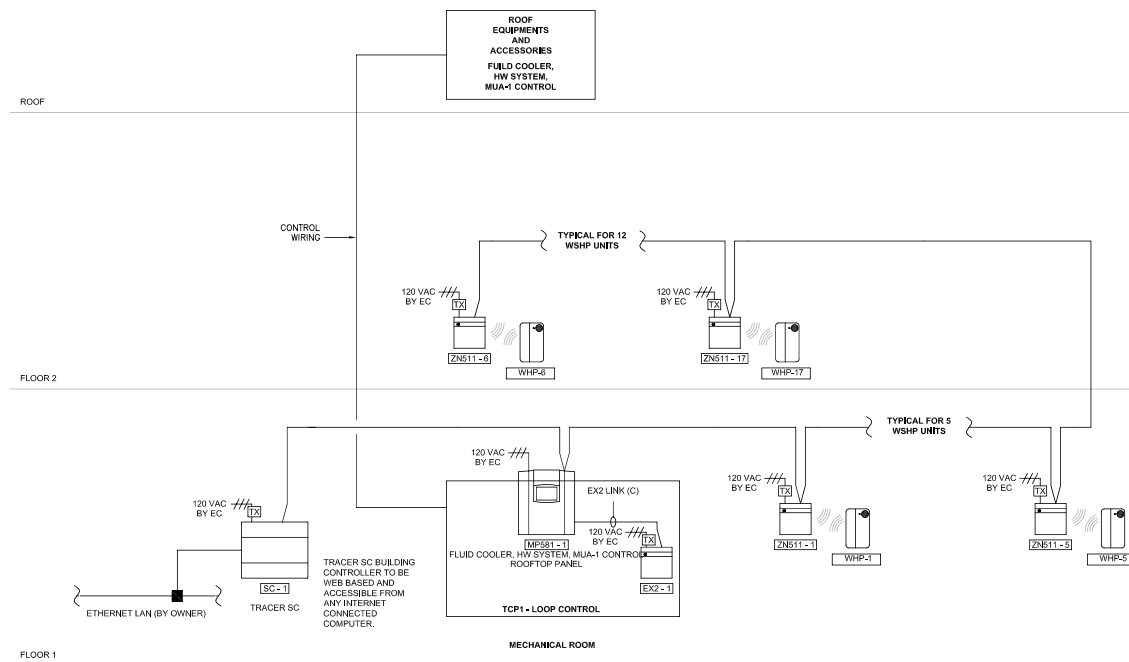 ROOF
EQUIPMENTS
AND
ACCESSORIES
FUILD COOLER,
HW SYSTEM,
MUA-1 CONTROL
ROOF
CONTROL
WIRING
TYPICAL FOR 12
WSHP UNITS
120 VAC
BY EC
TX
ZN511 - 6
WHP-6
120 VAC
BY EC
TX
ZN511 - 17
WHP-17
FLOOR 2
TYPICAL FOR 5
WSHP UNITS
120 VAC
BY EC
TX
SC - 1
TRACER SC
ETHERNET LAN (BY OWNER)
TRACER SC BUILDING
CONTROLLER TO BE
WEB BASED AND
ACCESSIBLE FROM
ANY INTERNET
CONNECTED
COMPUTER.
120 VAC
BY EC
MP581 - 1
EX2 LINK (C)
120 VAC
BY EC
TX
EX2 - 1
FLUID COOLER, HW SYSTEM, MUA-1 CONTROL
ROOFTOP PANEL
TCP1 - LOOP CONTROL
MECHANICAL ROOM
120 VAC
BY EC
TX
ZN511 - 1
WHP-1
120 VAC
BY EC
TX
ZN511 - 5
WHP-5
FLOOR 1